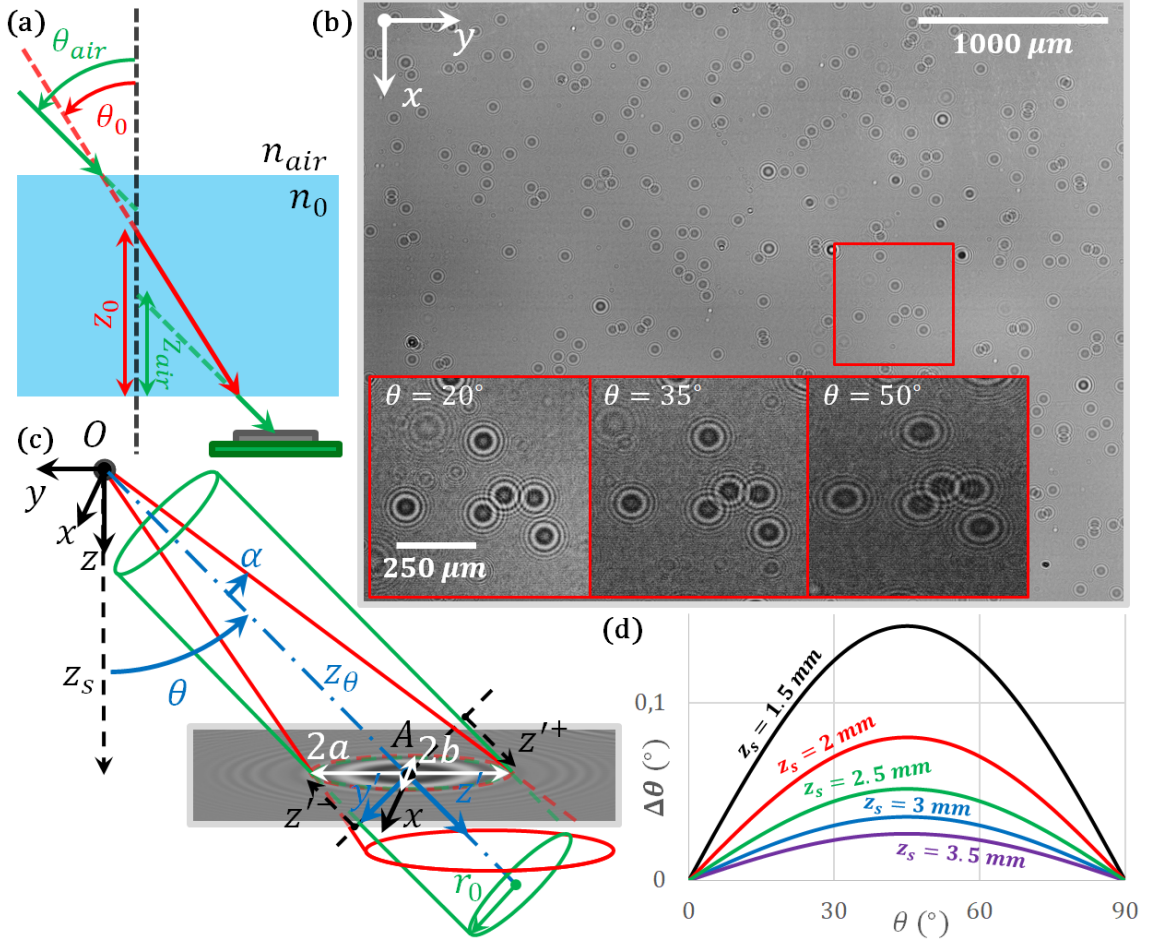 (a)
θair
θ0
nair
n0
z0
zair
(b)
y
x
1000 μm
θ = 20°
θ = 35°
θ = 50°
250 μm
(c)
O
y
x
z
α
zs
θ
zθ
A
2a
2b
z'+
z'−
y'
x
z'
r0
(d)
0,1
0
Δθ (°)
zs = 1.5 mm
zs = 2 mm
zs = 2.5 mm
zs = 3 mm
zs = 3.5 mm
0
30
60
90
θ (°)